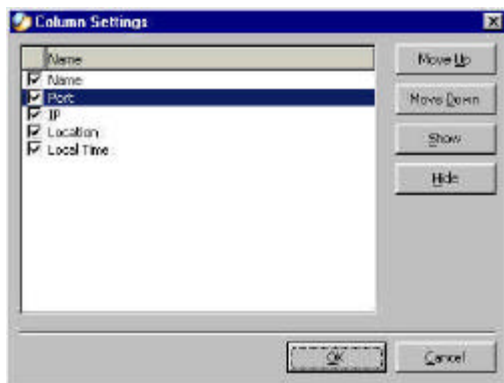 Column Settings
Name
Name
Port
IP
Location
Local Time
Move Up
Move Down
Show
Hide
OK
Cancel